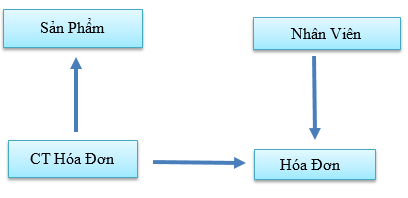 Sản Phẩm
Nhân Viên
CT Hóa Đơn
Hóa Đơn